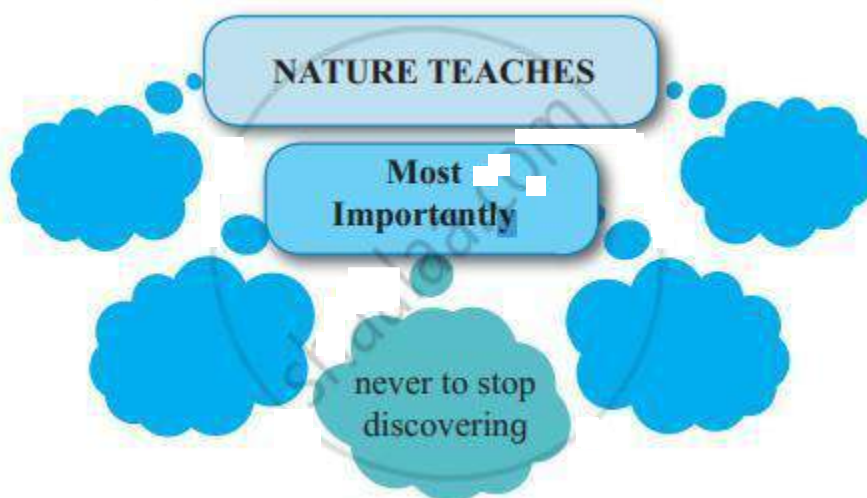 NATURE TEACHES
Most
Importantly
never to stop
discovering